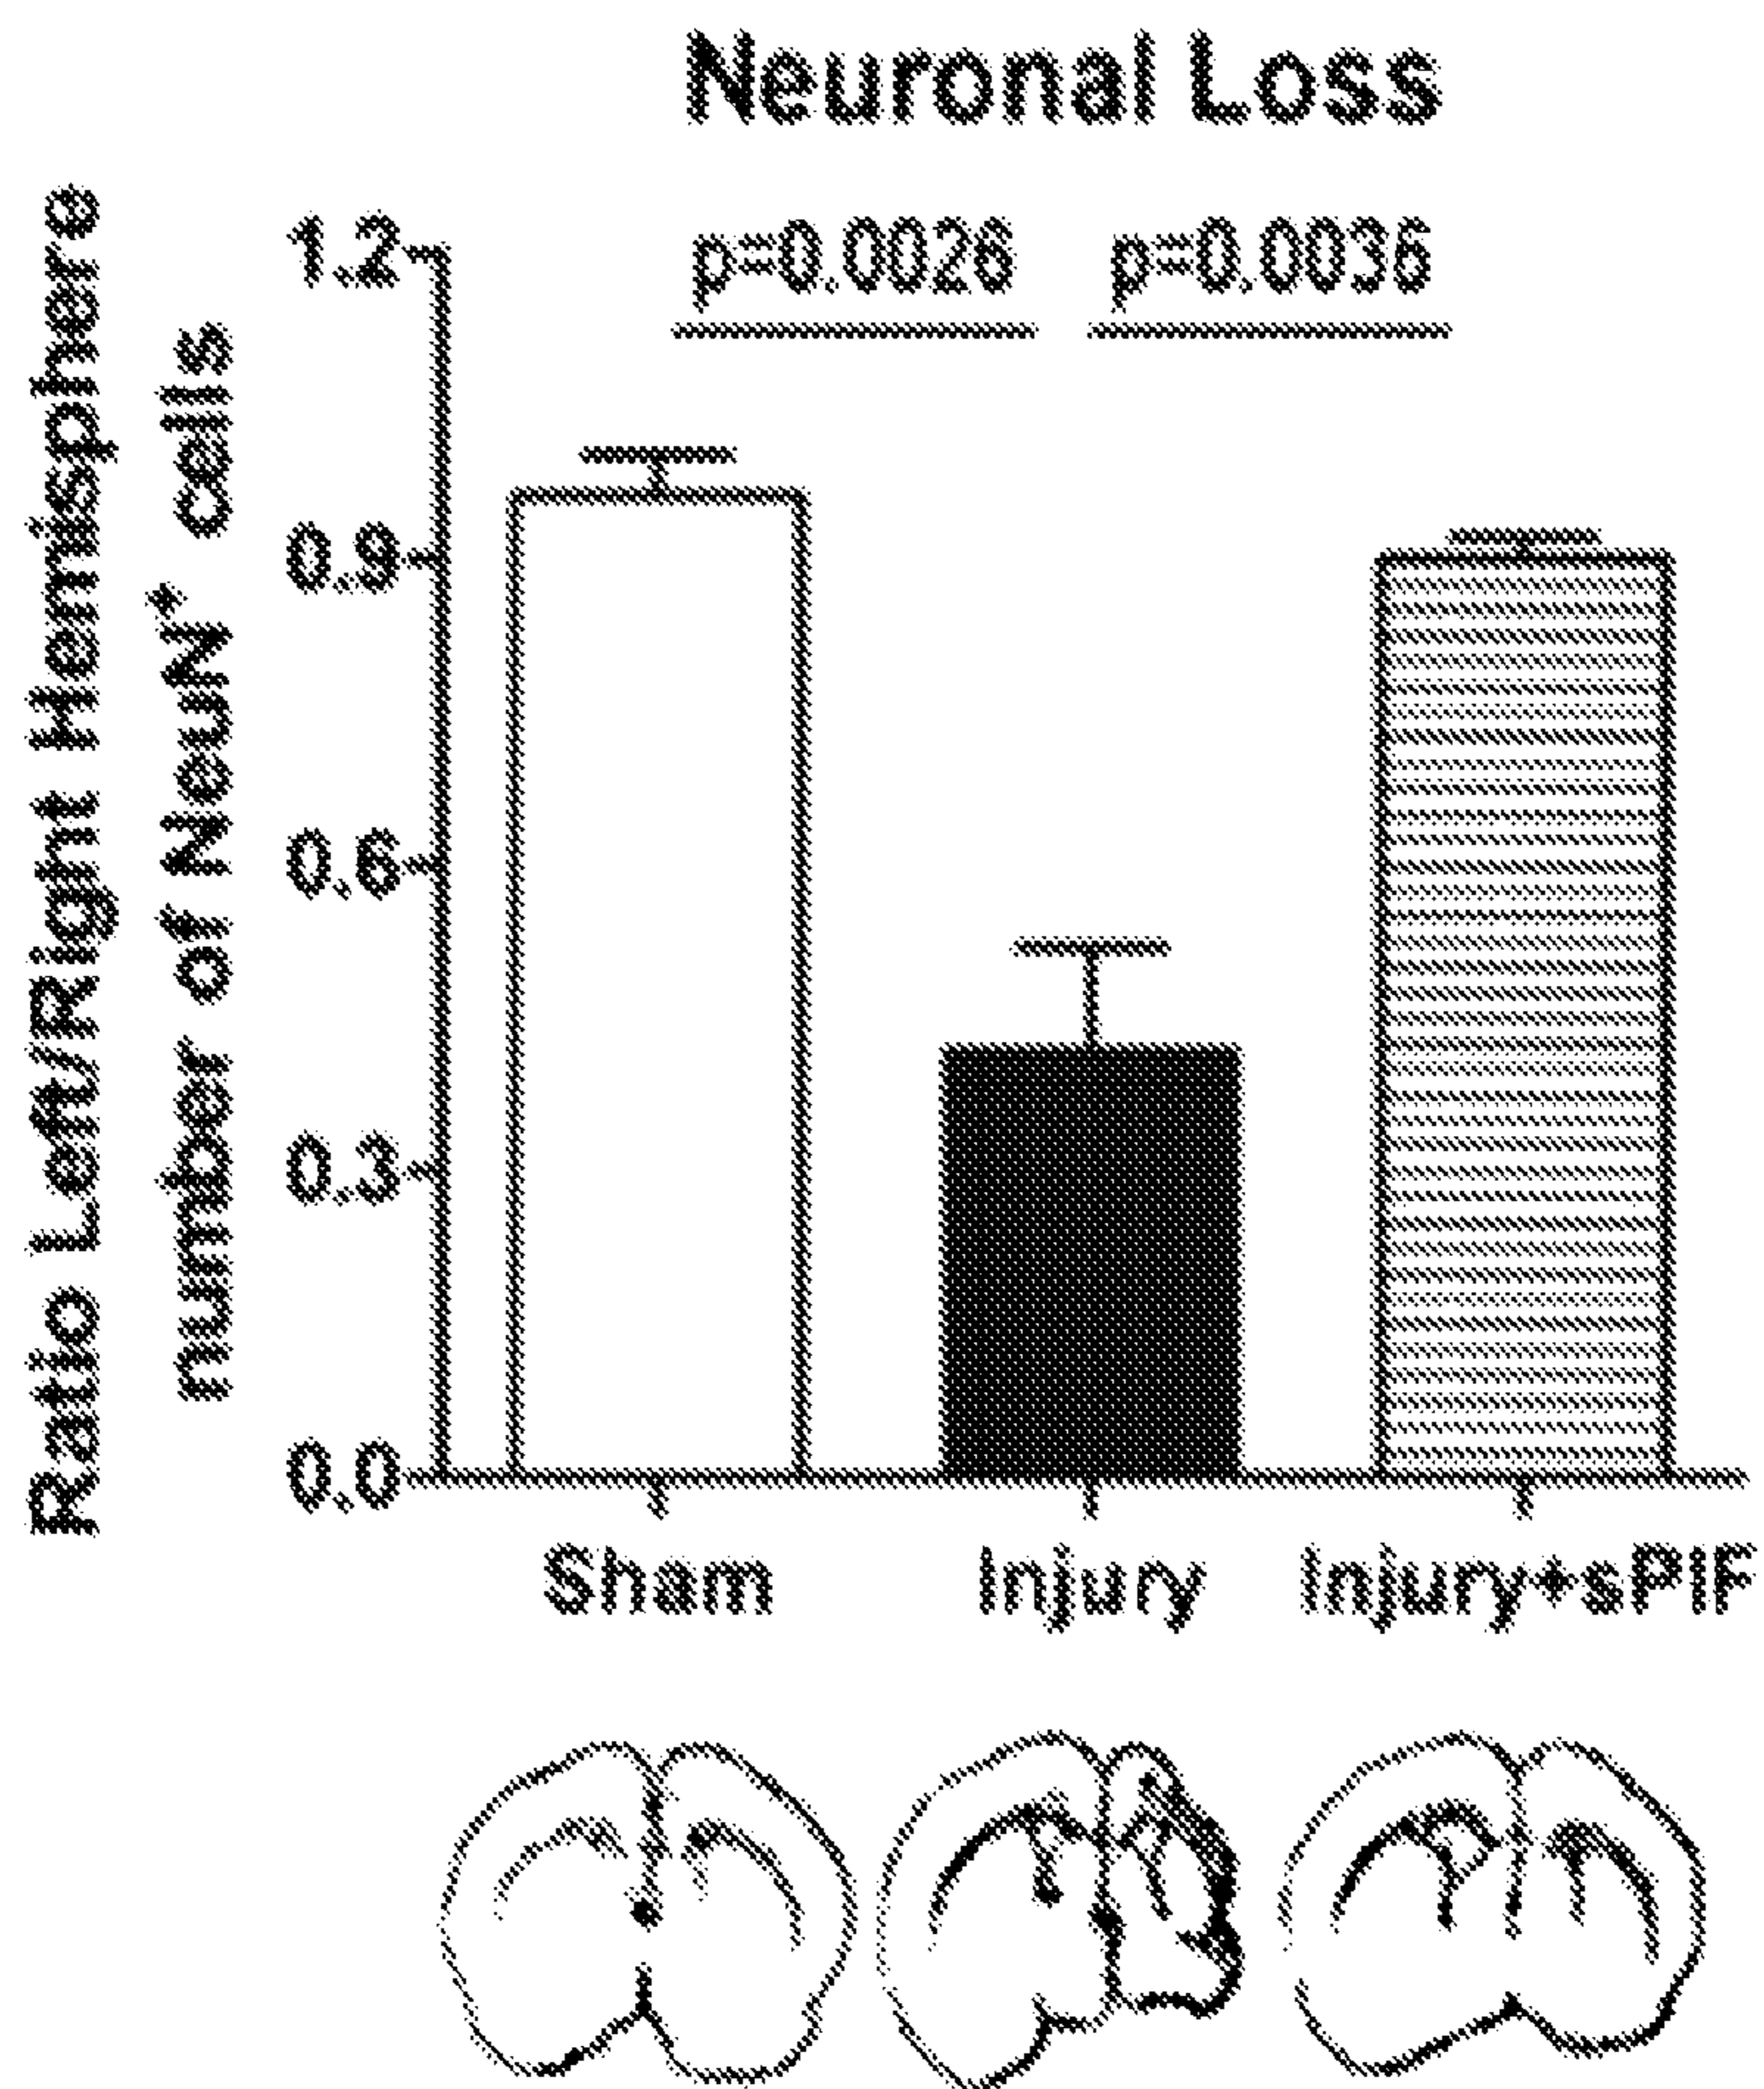 Neuronal Loss
Ratio Left/Right Hemisphere
number of NeuN+ cells
1.2
0.9
0.6
0.3
0.0
p=0.0026
p=0.0036
Sham
Injury
Injury+sPIF